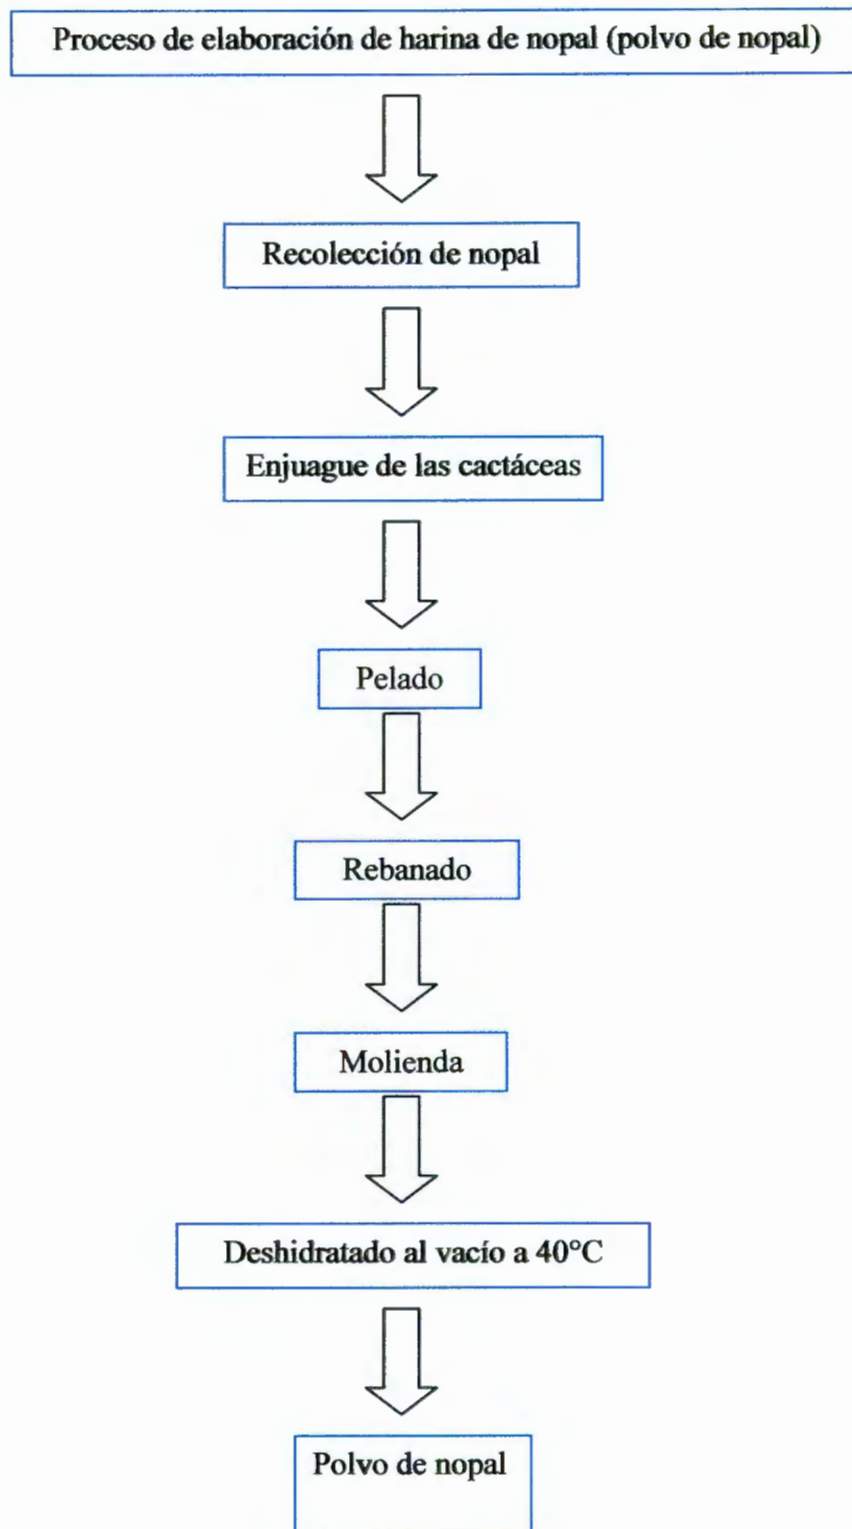 Proceso de elaboración de harina de nopal (polvo de nopal)
Recolección de nopal
Enjuague de las cactáceas
Pelado
Rebanado
Molienda
Deshidratado al vacío a 40°C
Polvo de nopal